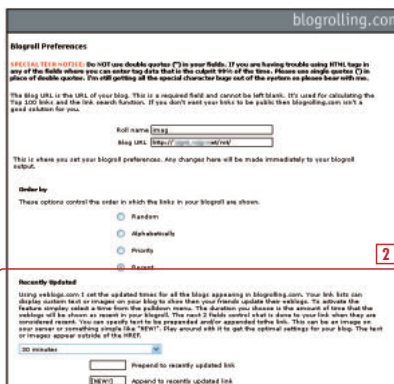 blogrolling.com
Blogroll Preferences
SPECIAL TECH NOTICE: Do NOT use double quotes (") in your fields. If you are having trouble using HTML tags in
any of the fields where you can enter tag data that is the culprit 99% of the time. Please use single quotes (') in
place of double quotes. I'm still getting all the special character bugs out of the system so please bear with me.
The Blog URL is the URL of your blog. This is a required field and cannot be left blank. It's used for calculating the
Top 100 links and the link search function. If you don't want your links to be public then blogrolling.com isn't a
good solution for you.
Roll name imag
Blog URL http://
This is where you set your blogroll preferences. Any changes here will be made immediately to your blogroll
output.
Order by
These options control the order in which the links in your blogroll are shown.
Random
Alphabetically
Priority
Recent
2
Recently Updated
Using weblogs.com I set the updated times for all the blogs appearing in blogrolling.com. Your link lists can
display custom text or images on your blog to show then your friends update their weblogs. To activate the
feature simpley select a time from the pulldown menu. The duration you choose is the amount of time that the
weblogs will be shown as recent in your blogroll. The next 2 fields control what is done to your link when they are
considered recent. You can specify text to be prepended and/or appended tothe link. This can be an image on
your server or something simple like "NEW!". Play around with it to get the optimal settings for your blog. The text
or images appear outside of the HREF.
30 minutes
Prepend to recently updated link
[NEW!] Append to recently updated link